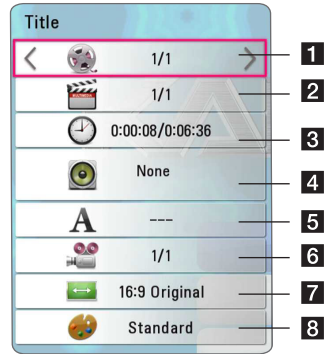 Title
1/1 1
1/1 2
0:00:08/0:06:36 3
None 4
--- 5
1/1 6
16:9 Original 7
Standard 8